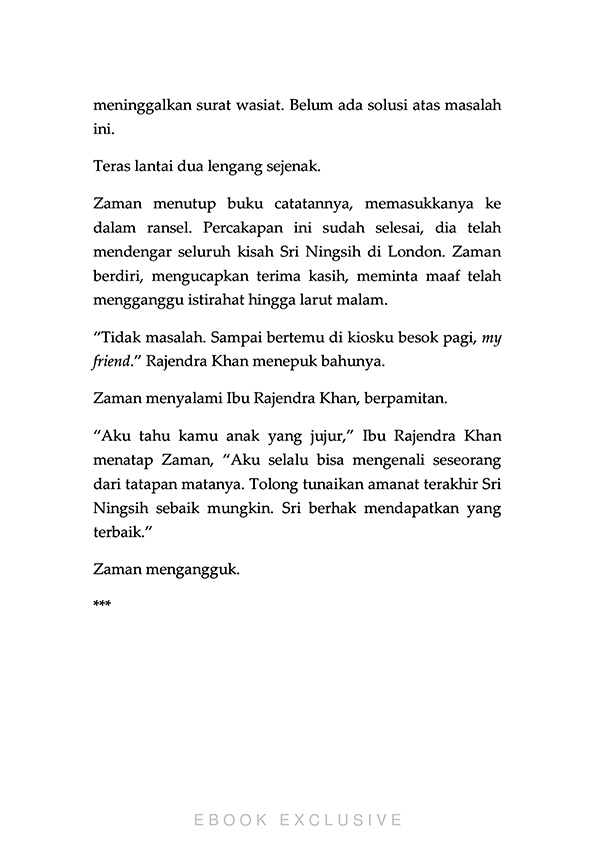 meninggalkan surat wasiat. Belum ada solusi atas masalah
ini.
Teras lantai dua lengang sejenak.
Zaman menutup buku catatannya, memasukkanya ke
dalam ransel. Percakapan ini sudah selesai, dia telah
mendengar seluruh kisah Sri Ningsih di London. Zaman
berdiri, mengucapkan terima kasih, meminta maaf telah
mengganggu istirahat hingga larut malam.
“Tidak masalah. Sampai bertemu di kiosku besok pagi, my
friend.” Rajendra Khan menepuk bahunya.
Zaman menyalami Ibu Rajendra Khan, berpamitan.
“Aku tahu kamu anak yang jujur,” Ibu Rajendra Khan
menatap Zaman, “Aku selalu bisa mengenali seseorang
dari tatapan matanya. Tolong tunaikan amanat terakhir Sri
Ningsih sebaik mungkin. Sri berhak mendapatkan yang
terbaik.”
Zaman mengangguk.
***
EBOOK EXCLUSIVE